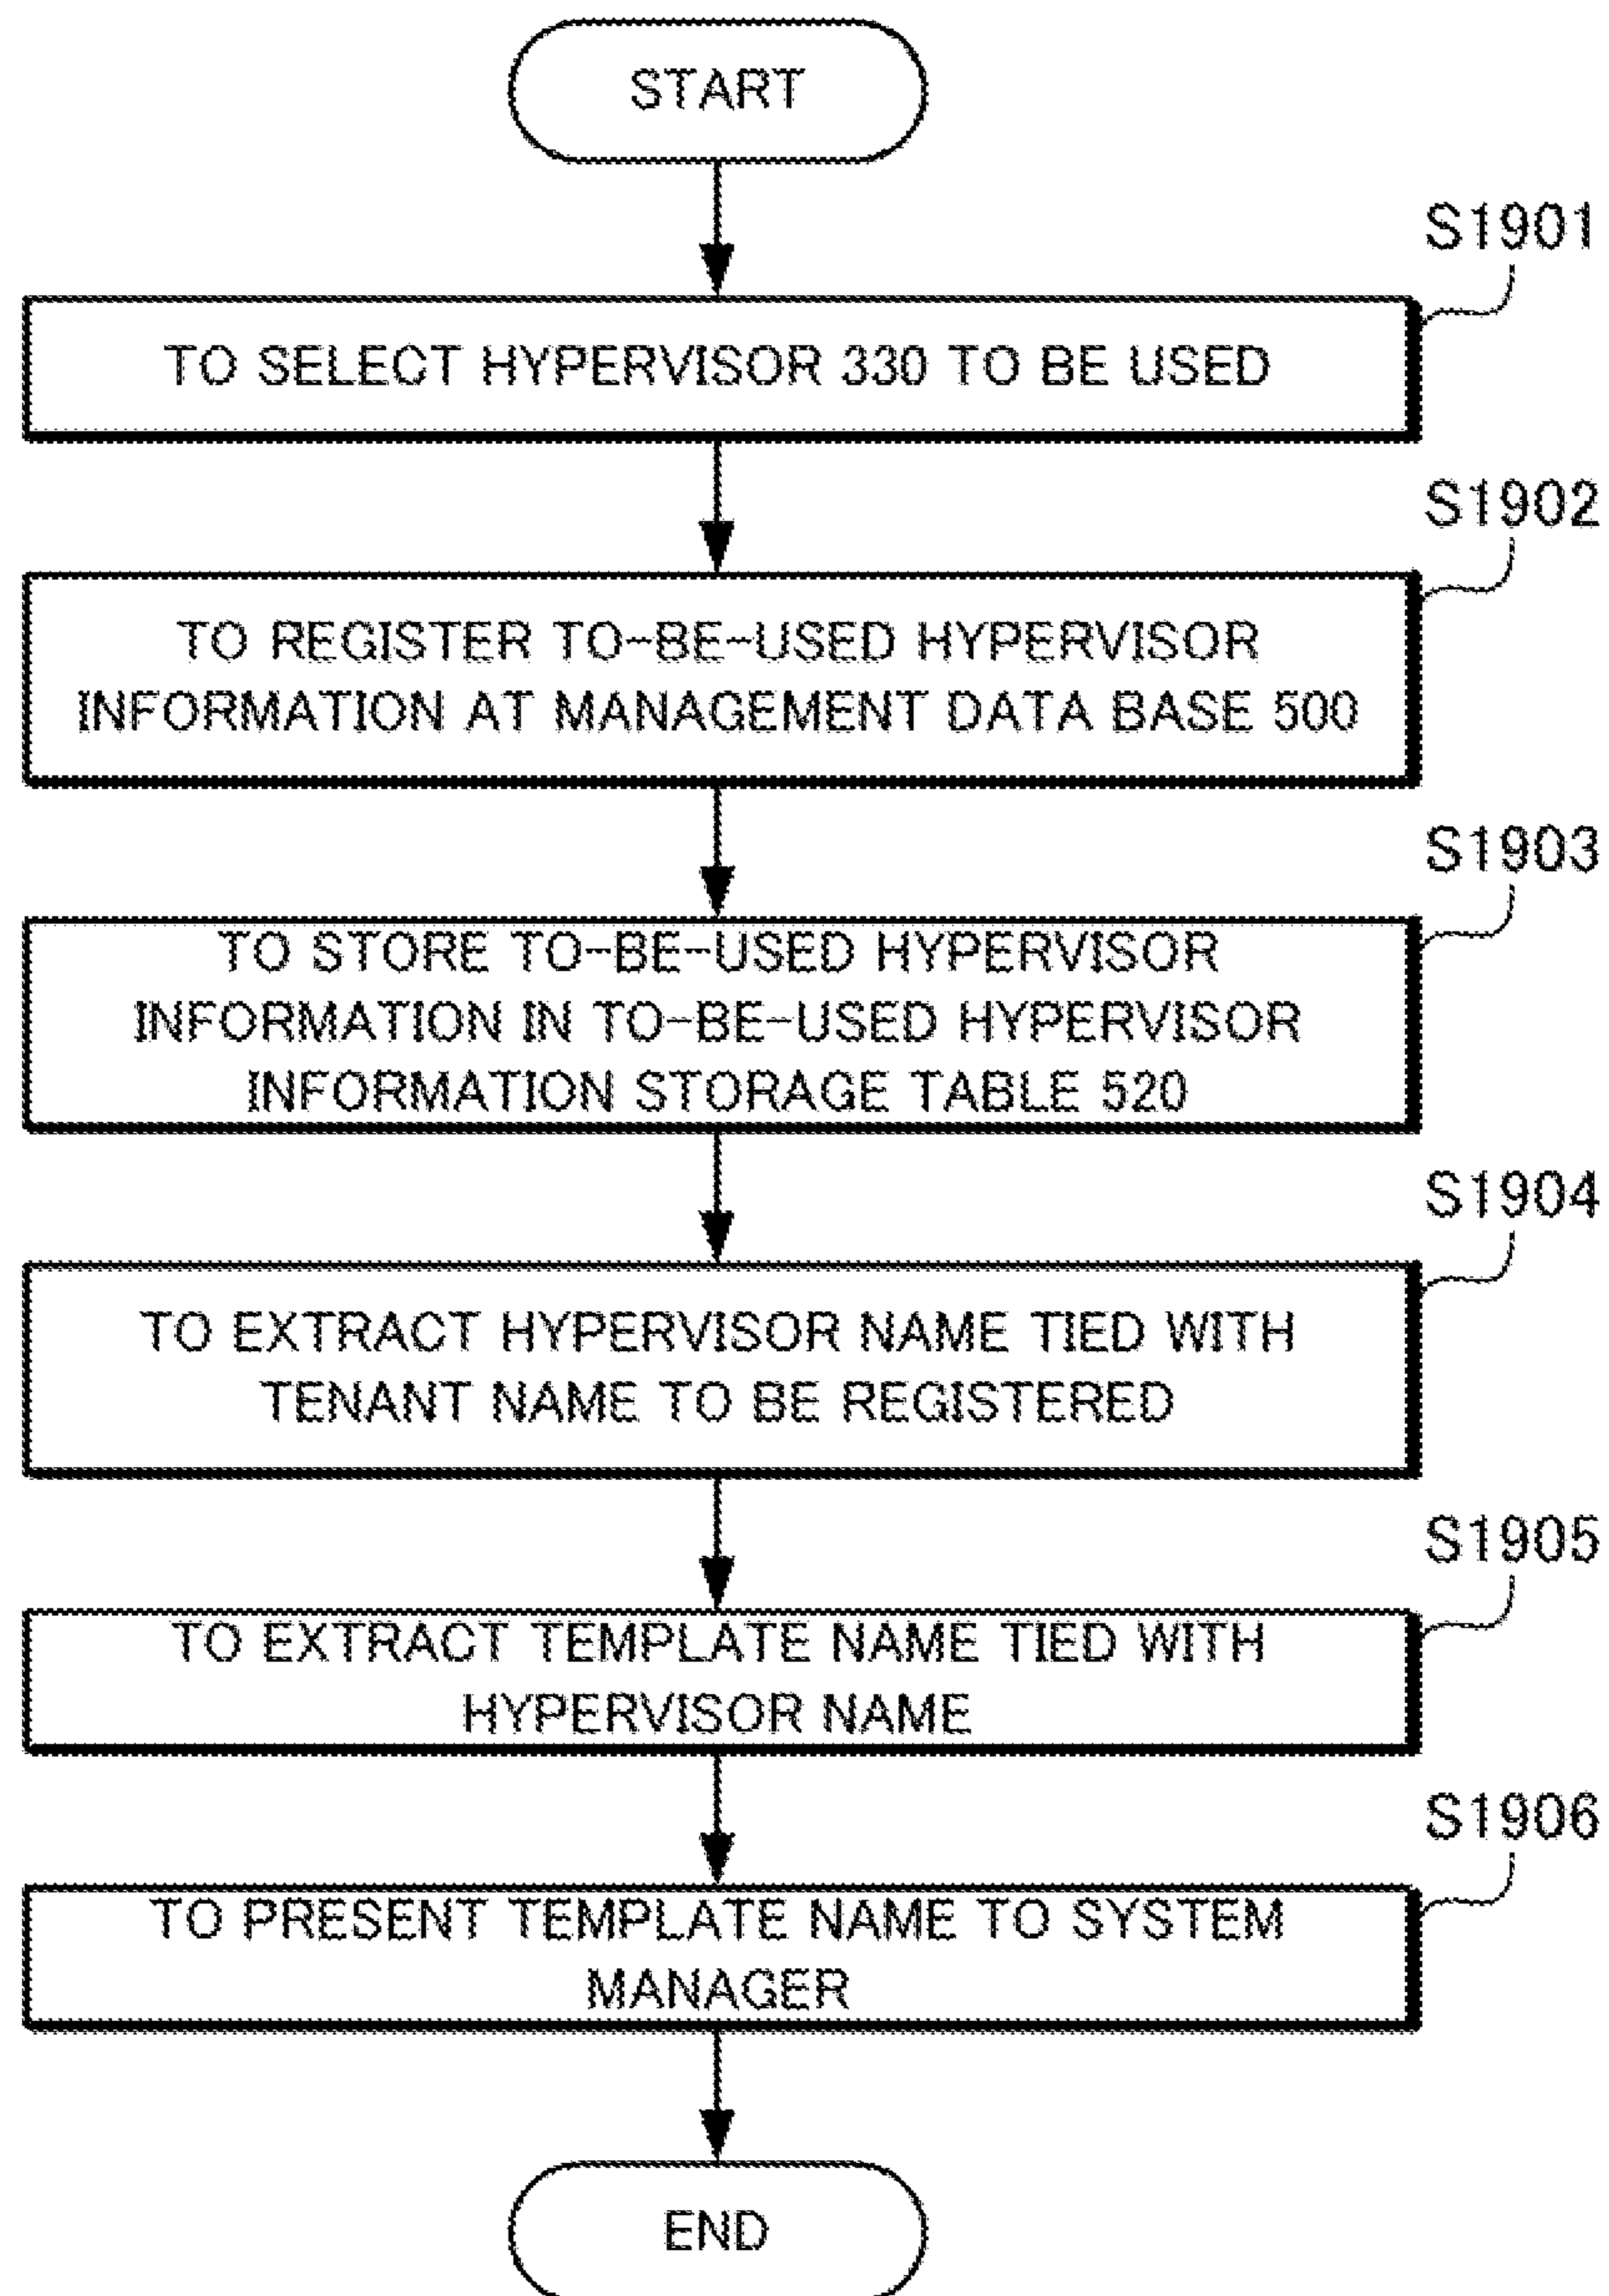 START
S1901
TO SELECT HYPERVISOR 330 TO BE USED
S1902
TO REGISTER TO-BE-USED HYPERVISOR
INFORMATION AT MANAGEMENT DATA BASE 500
S1903
TO STORE TO-BE-USED HYPERVISOR
INFORMATION IN TO-BE-USED HYPERVISOR
INFORMATION STORAGE TABLE 520
S1904
TO EXTRACT HYPERVISOR NAME TIED WITH
TENANT NAME TO BE REGISTERED
S1905
TO EXTRACT TEMPLATE NAME TIED WITH
HYPERVISOR NAME
S1906
TO PRESENT TEMPLATE NAME TO SYSTEM
MANAGER
END